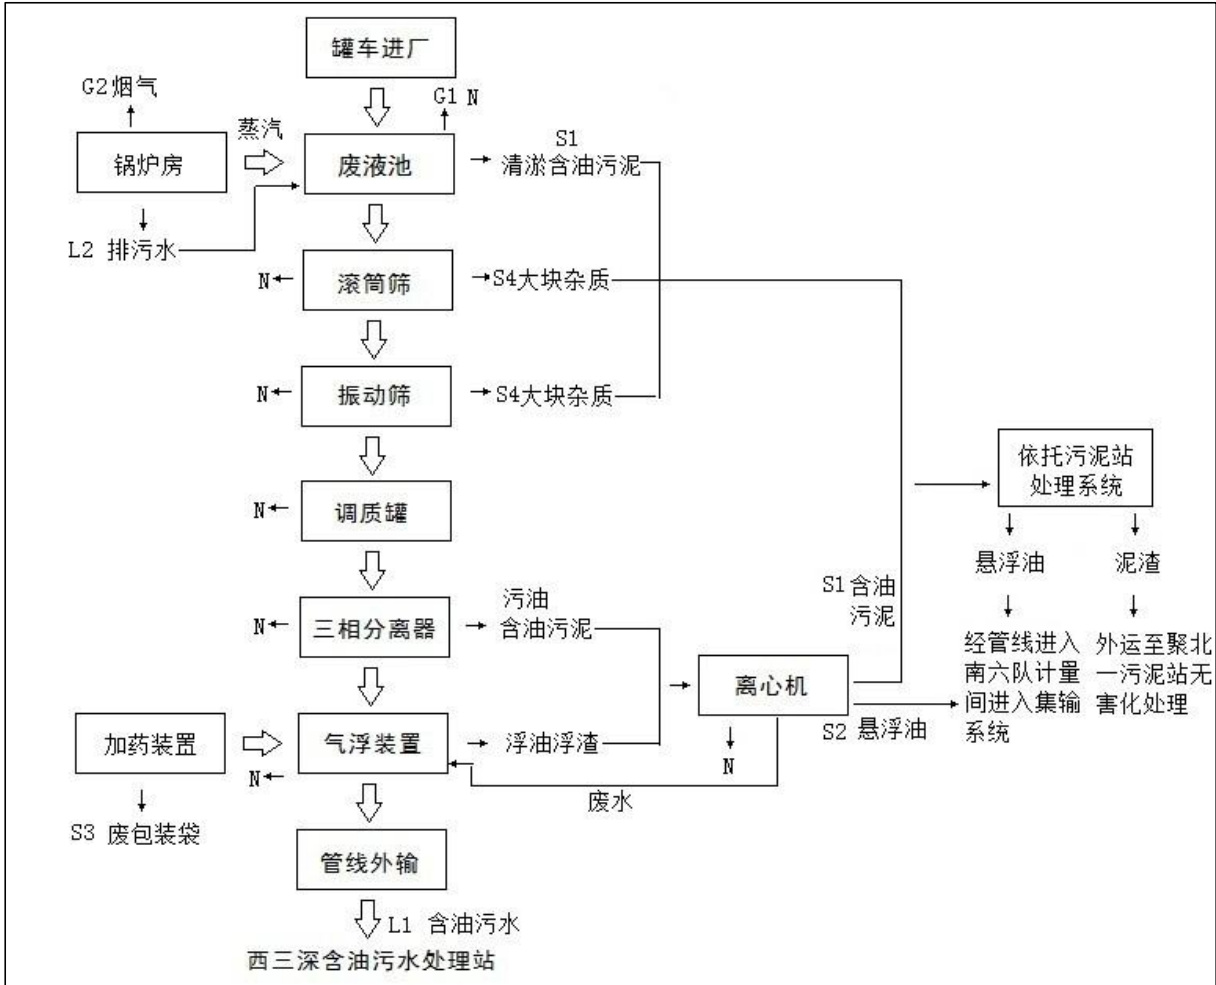 罐车进厂
G2烟气
G1 N
蒸汽
S1
锅炉房
废液池
清淤含油污泥
L2 排污水
N
滚筒筛
S4大块杂质
N
振动筛
S4大块杂质
依托污泥站
处理系统
N
调质罐
悬浮油
泥渣
S1含油
污泥
污油
N
三相分离器
含油污泥
经管线进入
南六队计量
间进入集输
系统
外运至聚北
一污泥站无
害化处理
离心机
S2 悬浮油
加药装置
气浮装置
浮油浮渣
N
N
废水
S3 废包装袋
管线外输
L1 含油污水
西三深含油污水处理站